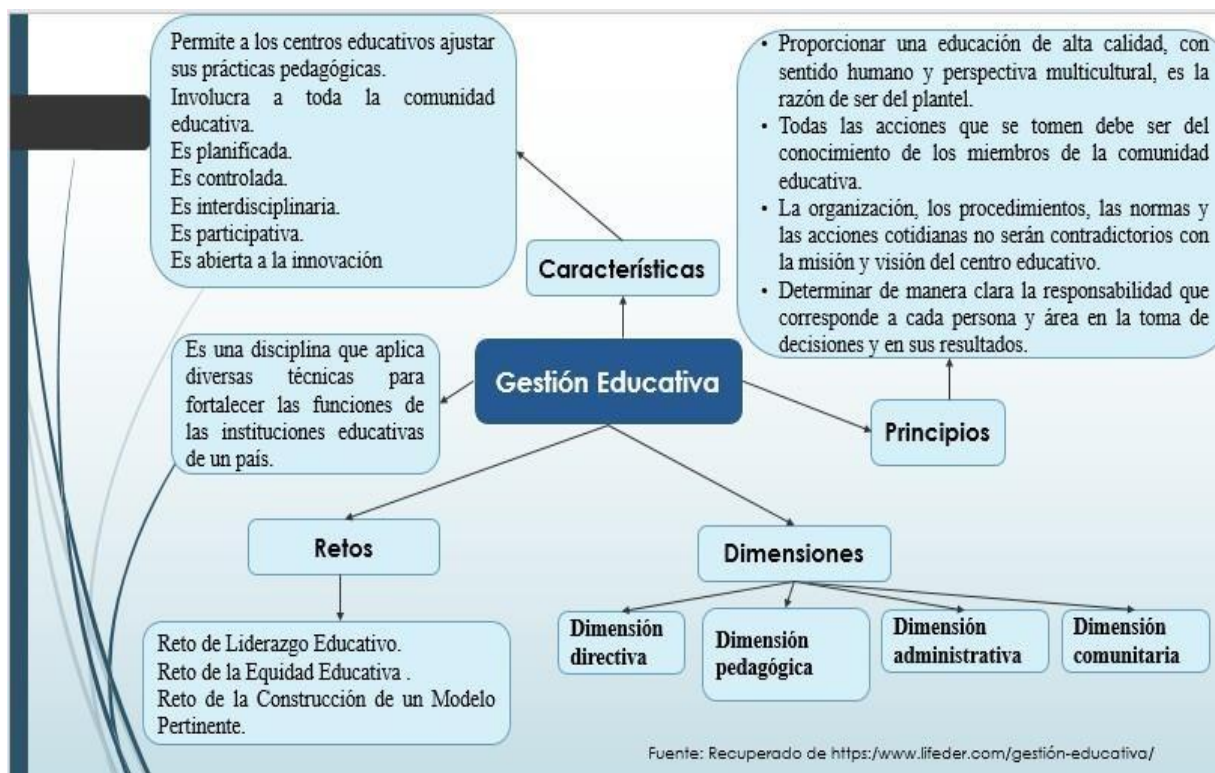 Permite a los centros educativos ajustar
sus prácticas pedagógicas.
Involucra a toda la comunidad
educativa.
Es planificada.
Es controlada.
Es interdisciplinaria.
Es participativa.
Es abierta a la innovación
• Proporcionar una educación de alta calidad, con
sentido humano y perspectiva multicultural, es la
razón de ser del plantel.
• Todas las acciones que se tomen debe ser del
conocimiento de los miembros de la comunidad
educativa.
• La organización, los procedimientos, las normas y
las acciones cotidianas no serán contradictorios con
la misión y visión del centro educativo.
• Determinar de manera clara la responsabilidad que
corresponde a cada persona y área en la toma de
decisiones y en sus resultados.
Característícas
Es una disciplina que aplica
diversas técnicas para
fortalecer las funciones de
las instituciones educativas
de un país.
Gestión Educativa
Principios
Retos
Dimensiones
Reto de Liderazgo Educativo.
Reto de la Equidad Educativa .
Reto de la Construcción de un Modelo
Pertinente.
Dimensión
directiva
Dimensión
pedagógica
Dimensión
administrativa
Dimensión
comunitaria
Fuente: Recuperado de https:/www.lifeder.com/gestión-educativa/